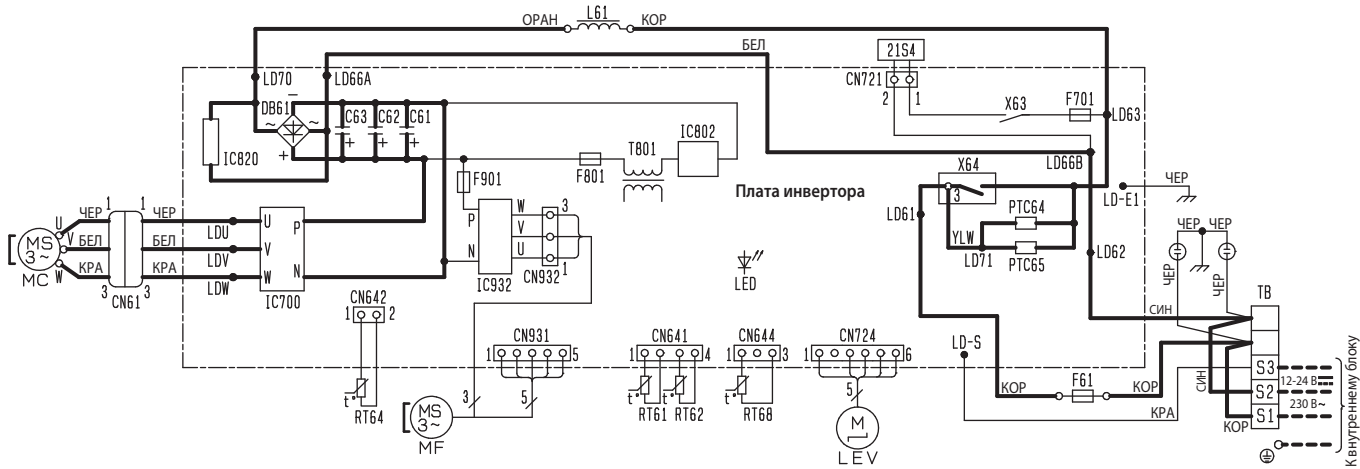 ОРАН L61 КОР
БЕЛ
21S4
LD70 LD66A
CN721
2 1
X63 F701
LD63
DB61
−
~ ~
+
C63 C62 C61
+ + +
IC820
T801 IC802
F801
LD66B
F901
Плата инвертора
X64
3
ЧЕР
LD-E1
LD61
PTC64
YLW
LD71 PTC65
LD62
ЧЕР ЧЕР
ЧЕР
ЧЕР
1 1
U ЧЕР ЧЕР
LDU
U P
V БЕЛ БЕЛ
LDV
V
W КРА КРА
LDW
W N
MS
3~
MC
3 3
CN61
IC700
P
N
W
V
U
3
1
IC932 CN932
LED
CN642
1 2
t°
RT64
CN931
1 5
3 5
MS
3~
MF
CN641
1 4
t° t°
RT61 RT62
CN644
1 3
t°
RT68
CN724
1 6
5
M
LEV
LD-S
СИН
TB
КОР F61 КОР
КРА
СИН
КОР
S3
12-24 В
S2
230 В~
S1
К внутреннему блоку